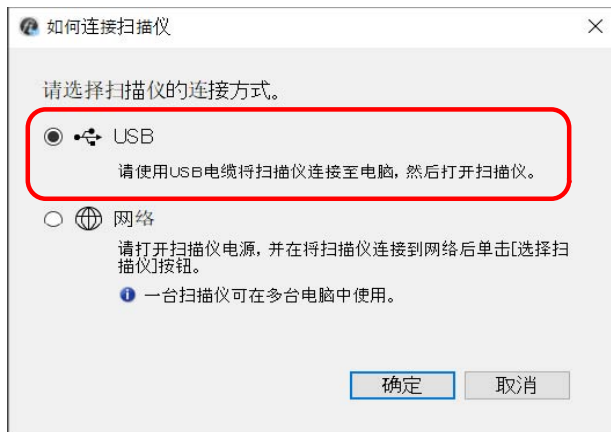 如何连接扫描仪
请选择扫描仪的连接方式。
USB
请使用USB电缆将扫描仪连接至电脑，然后打开扫描仪。
网络
请打开扫描仪电源，并在将扫描仪连接到网络后单击[选择扫
描仪]按钮。
一台扫描仪可在多台电脑中使用。
确定
取消